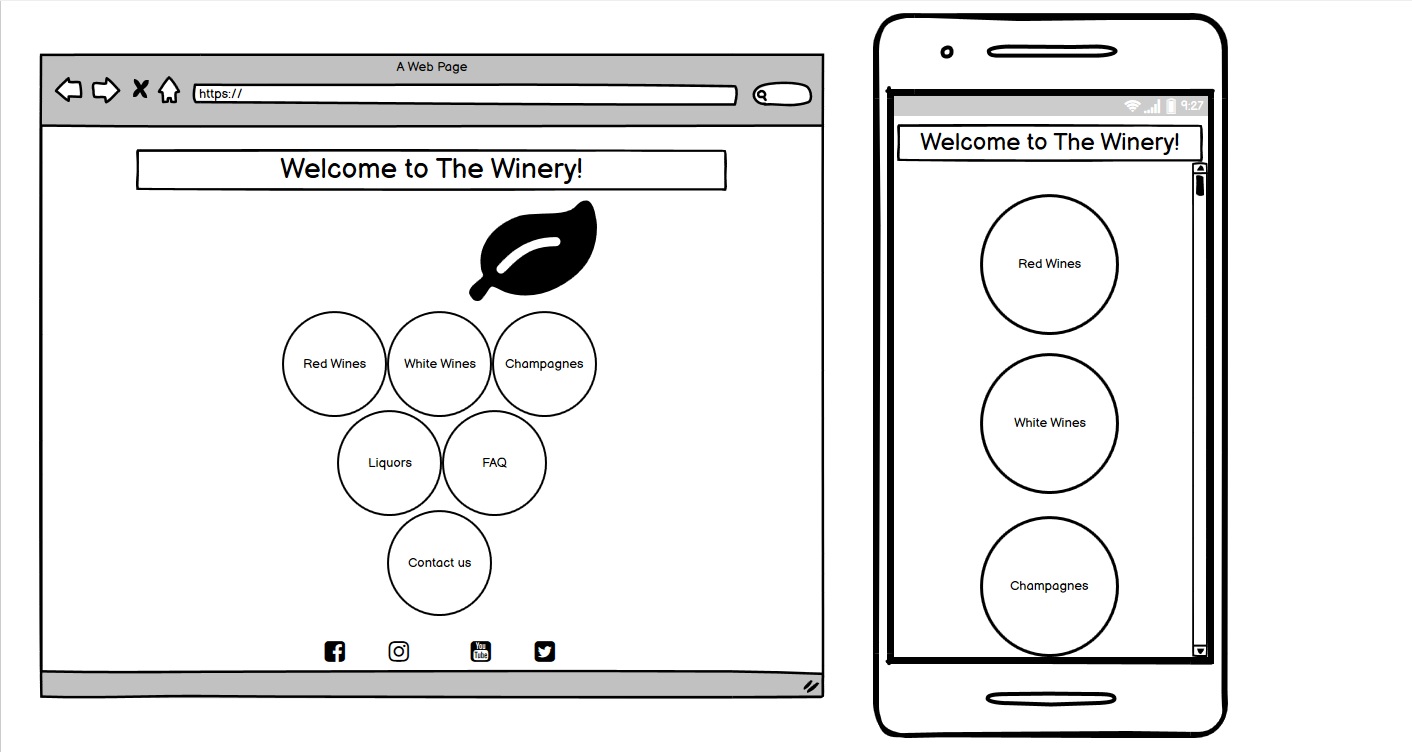 A Web Page
https://
Welcome to The Winery!
Red Wines
White Wines
Champagnes
Liquors
FAQ
Contact us
You
Tube
9:27
Welcome to The Winery!
Red Wines
White Wines
Champagnes